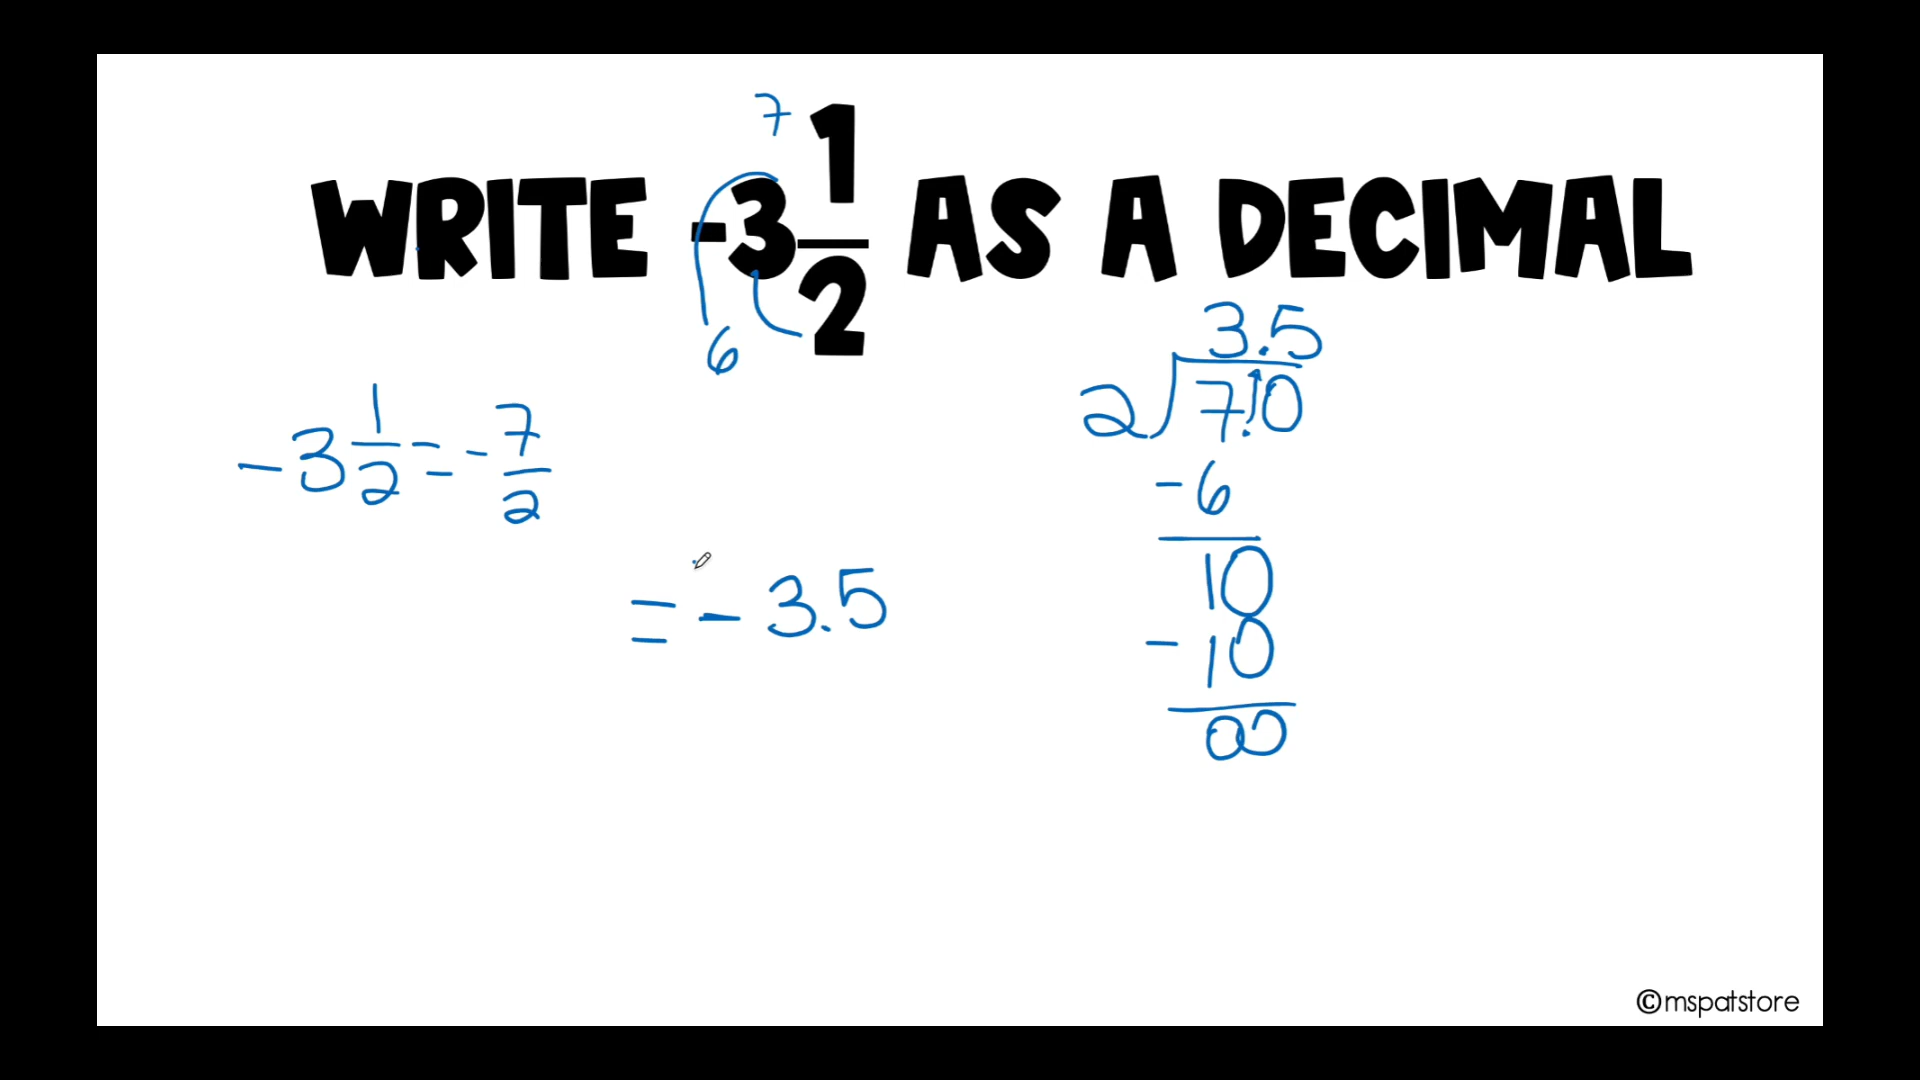 WRITE -3 1/2 AS A DECIMAL
7
6
-3 1/2 = - 7/2
= - 3.5
3.5
2 7.0
- 6
10
- 10
00
©mspatstore